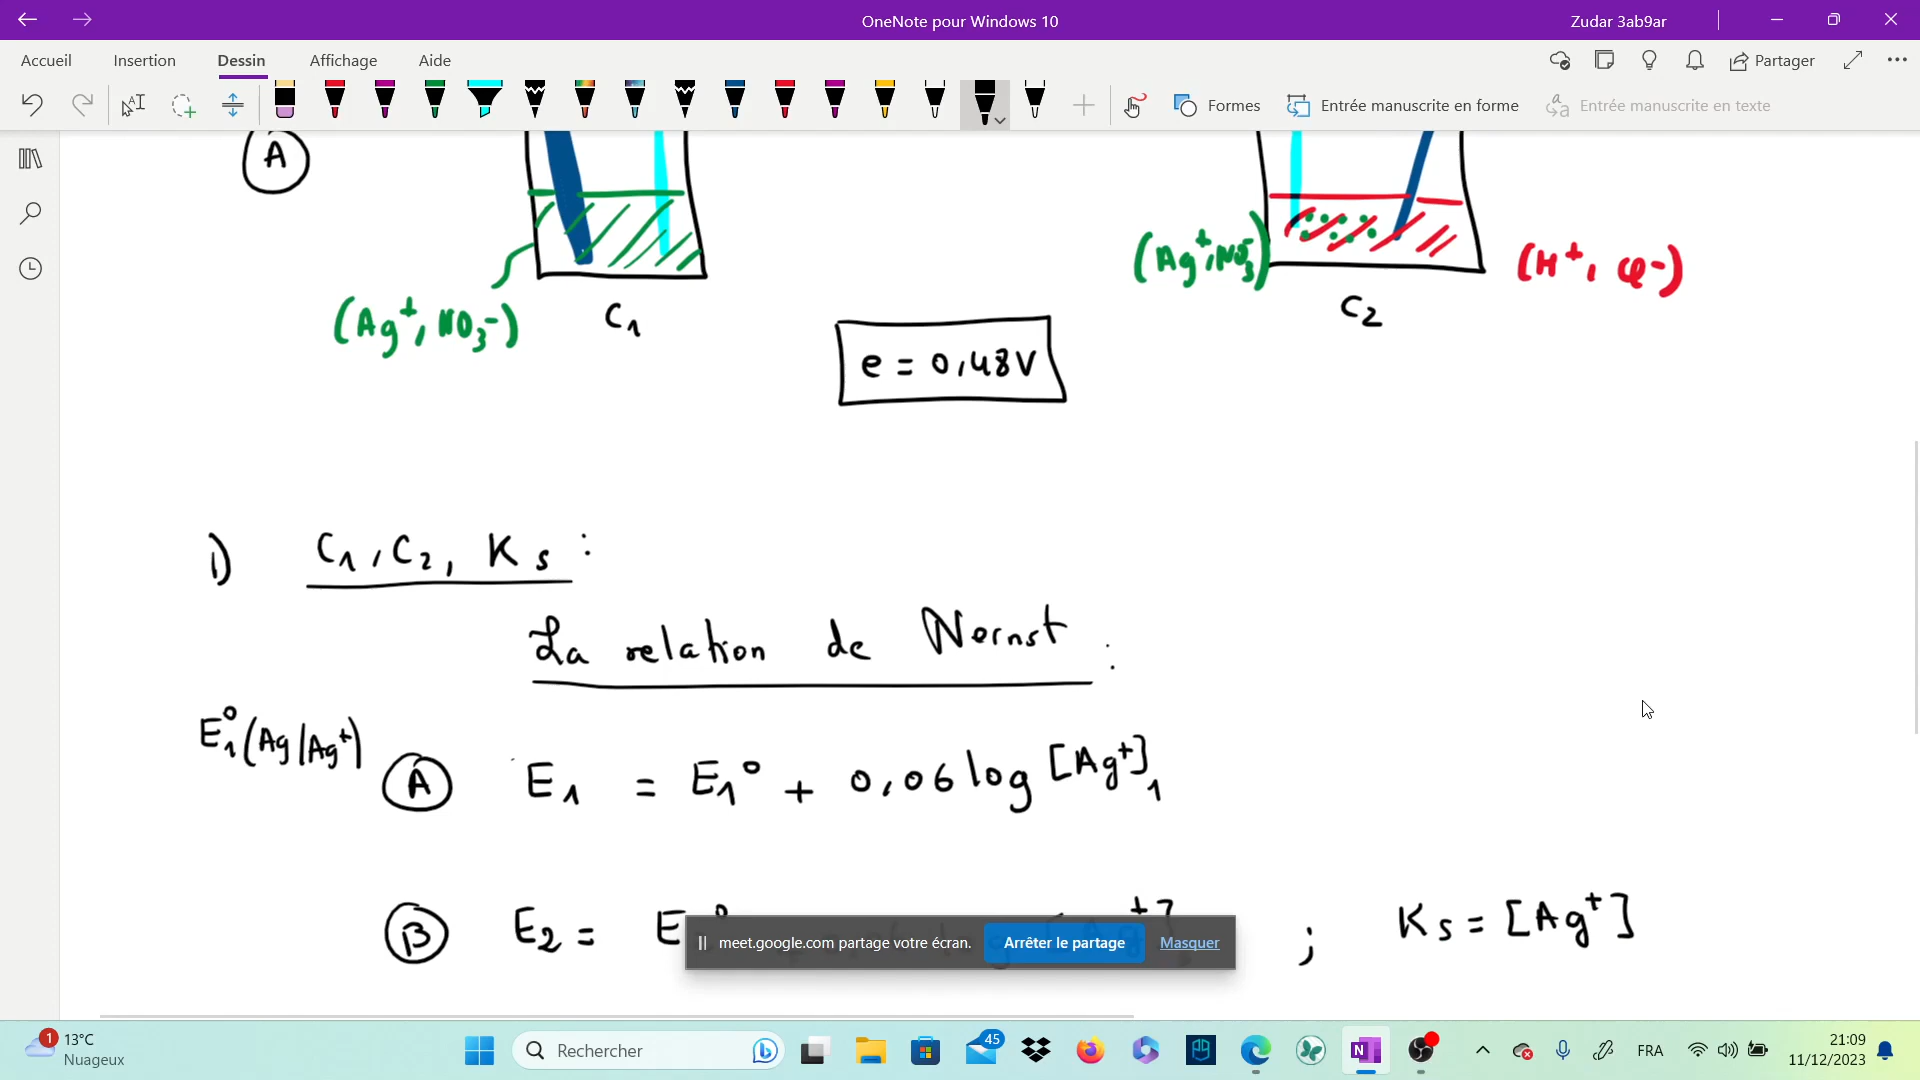 OneNote pour Windows 10
Zudar 3ab9ar
Accueil
Insertion
Dessin
Affichage
Aide
Partager
Formes
Entrée manuscrite en forme
Entrée manuscrite en texte
A
(Ag⁺, NO₃⁻)
C₁
e = 0,48V
(Ag⁺, NO₃⁻)
C₂
(H⁺, Cl⁻)
1) C₁, C₂, Ks :
La relation de Nernst :
E₁⁰(Ag|Ag⁺)
A E₁ = E₁⁰ + 0,06 log [Ag⁺]₁
B E₂ = E ; Ks = [Ag⁺]
meet.google.com partage votre écran.
Arrêter le partage
Masquer
1
13°C
Nuageux
Rechercher
45
FRA
21:09
11/12/2023